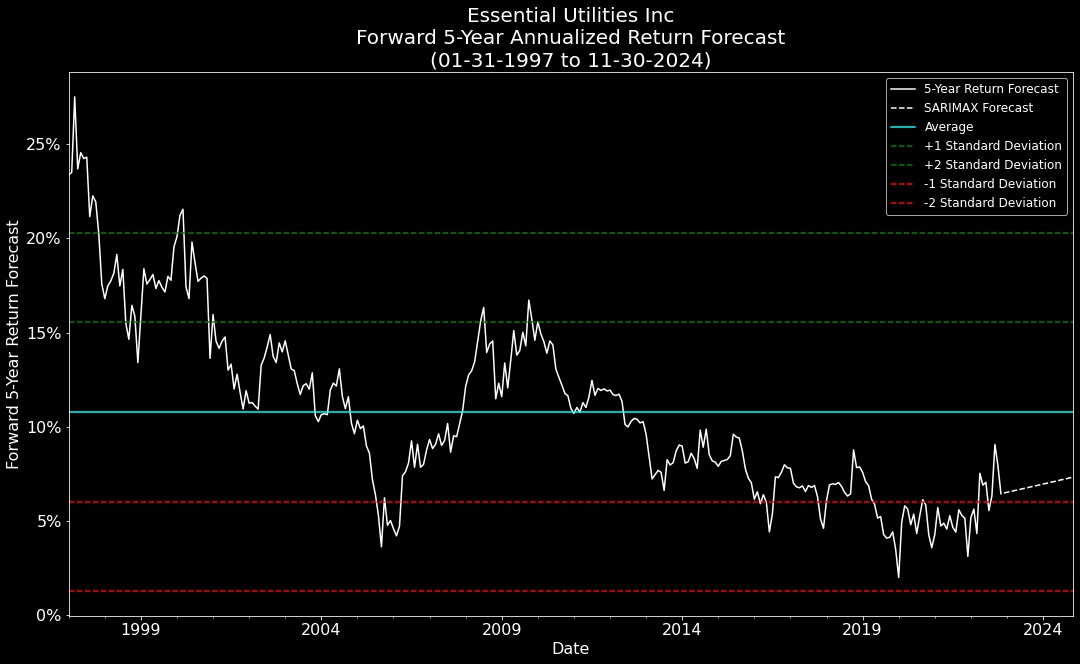 Essential Utilities Inc
Forward 5-Year Annualized Return Forecast
(01-31-1997 to 11-30-2024)
5-Year Return Forecast
SARIMAX Forecast
Average
+1 Standard Deviation
+2 Standard Deviation
-1 Standard Deviation
-2 Standard Deviation
Forward 5-Year Return Forecast
25%
20%
15%
10%
5%
0%
1999 2004 2009 2014 2019 2024
Date